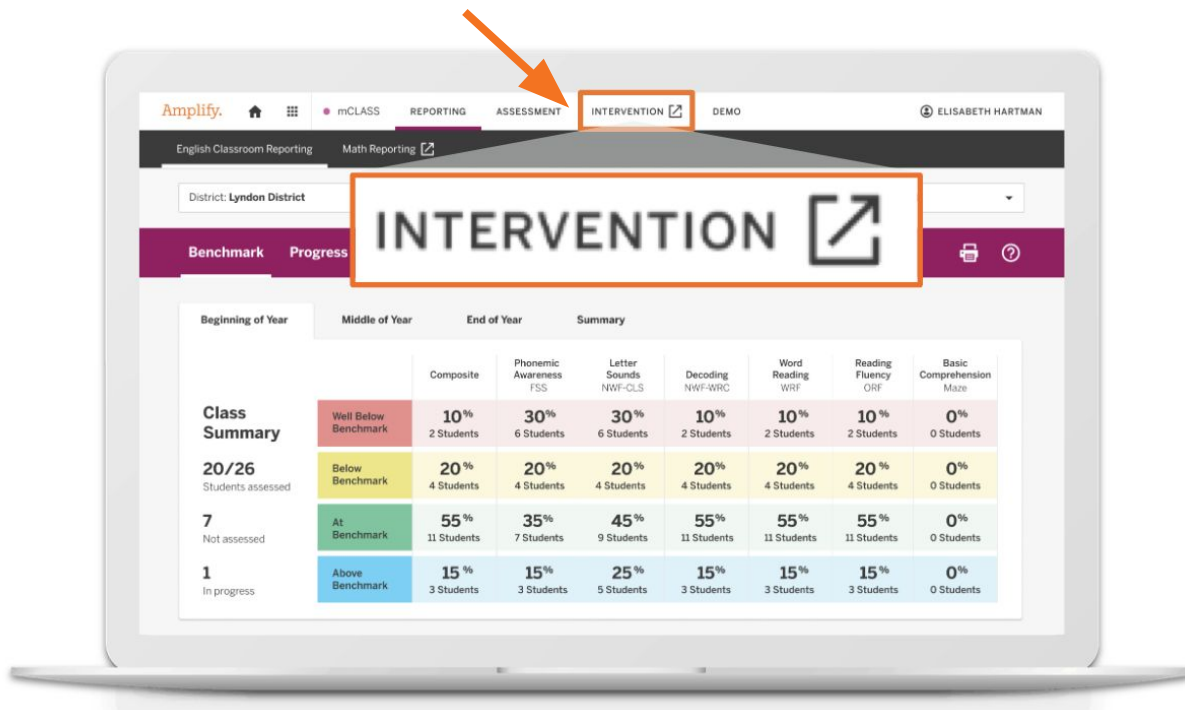 Amplify. mCLASS REPORTING ASSESSMENT INTERVENTION DEMO ELISABETH HARTMAN
English Classroom Reporting Math Reporting
District: Lyndon District
INTERVENTION
Benchmark Progress
Beginning of Year Middle of Year End of Year Summary
Composite Phonemic Awareness FSS Letter Sounds NWF-CLS Decoding NWF-WRC Word Reading WRF Reading Fluency ORF Basic Comprehension Maze
Class Summary
Well Below Benchmark 10% 30% 30% 10% 10% 10% 0%
2 Students 6 Students 6 Students 2 Students 2 Students 2 Students 0 Students
20/26 Students assessed
Below Benchmark 20% 20% 20% 20% 20% 20% 0%
4 Students 4 Students 4 Students 4 Students 4 Students 4 Students 0 Students
7 Not assessed
At Benchmark 55% 35% 45% 55% 55% 55% 0%
11 Students 7 Students 9 Students 11 Students 11 Students 11 Students 0 Students
1 In progress
Above Benchmark 15% 15% 25% 15% 15% 15% 0%
3 Students 3 Students 5 Students 3 Students 3 Students 3 Students 0 Students